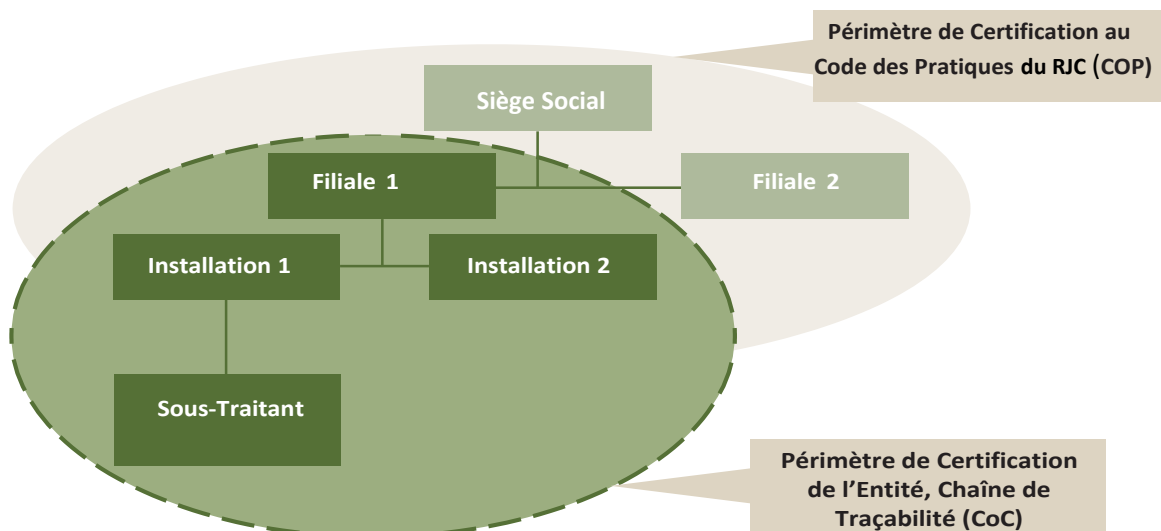 Périmètre de Certification au
Code des Pratiques du RJC (COP)
Siège Social
Filiale 1
Filiale 2
Installation 1
Installation 2
Sous-Traitant
Périmètre de Certification
de l’Entité, Chaîne de
Traçabilité (CoC)